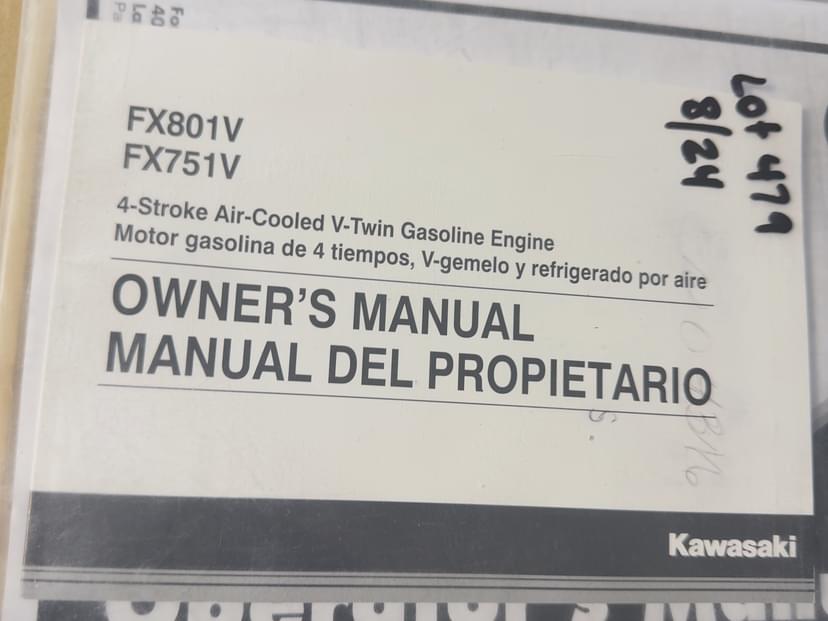 FX801V
FX751V
4-Stroke Air-Cooled V-Twin Gasoline Engine
Motor gasolina de 4 tiempos, V-gemelo y refrigerado por aire
OWNER'S MANUAL
MANUAL DEL PROPIETARIO
Kawasaki
Lot 479
8/24
Operator's